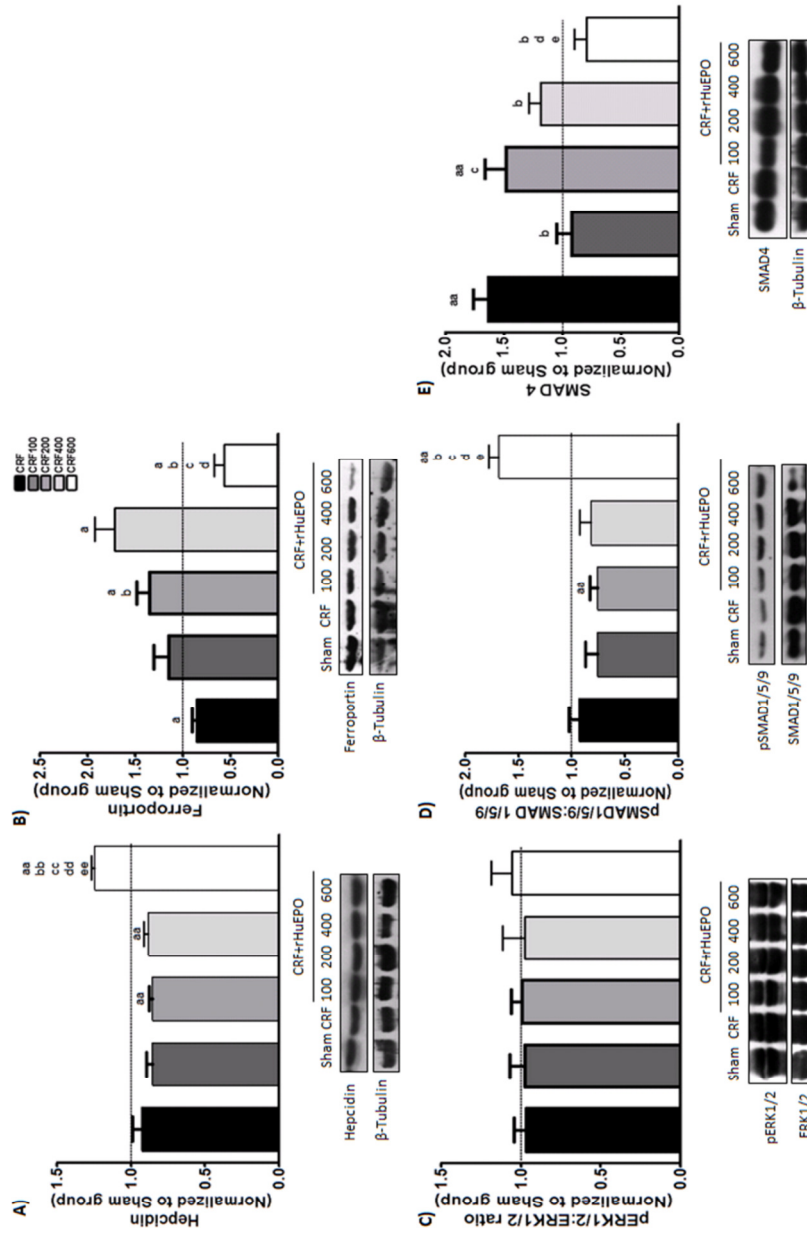 A)
Hepcidin
(Normalized to Sham group)
1.5
1.0
0.5
0.0
aa
aa
aa
bb
cc
dd
ee
CRF+rHuEPO
Sham CRF 100 200 400 600
Hepcidin
β-Tubulin
B)
Ferroportin
(Normalized to Sham group)
2.5
2.0
1.5
1.0
0.5
0.0
CRF
CRF100
CRF200
CRF400
CRF600
a
a
b
a
a
b
c
d
CRF+rHuEPO
Sham CRF 100 200 400 600
Ferroportin
β-Tubulin
C)
pERK1/2:ERK1/2 ratio
(Normalized to Sham group)
1.5
1.0
0.5
0.0
CRF+rHuEPO
Sham CRF 100 200 400 600
pERK1/2
ERK1/2
D)
pSMAD1/5/9:SMAD 1/5/9
(Normalized to Sham group)
2.0
1.5
1.0
0.5
0.0
aa
aa
b
c
d
e
CRF+rHuEPO
Sham CRF 100 200 400 600
pSMAD1/5/9
SMAD1/5/9
E)
SMAD 4
(Normalized to Sham group)
2.0
1.5
1.0
0.5
0.0
aa
b
aa
c
b
b
d
e
CRF+rHuEPO
Sham CRF 100 200 400 600
SMAD4
β-Tubulin